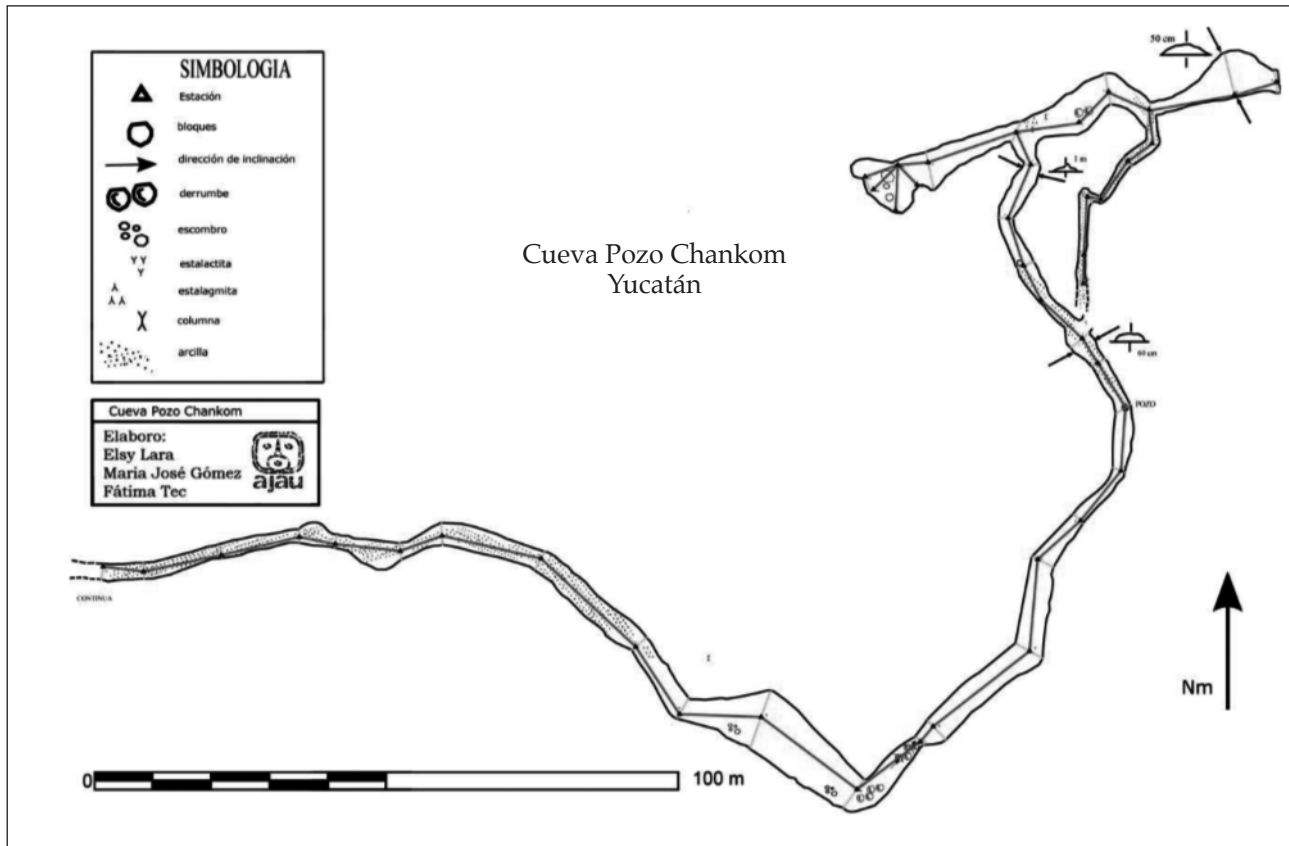 SIMBOLOGIA
Estación
bloques
dirección de inclinación
derrumbe
escombro
estalactita
estalagmita
columna
arcilla
Cueva Pozo Chankom
Elaboro:
Elsy Lara
Maria José Gómez
Fátima Tec
ajau
Cueva Pozo Chankom
Yucatán
50 cm
1 m
60 cm
POZO
CONTINUA
Nm
0
100 m